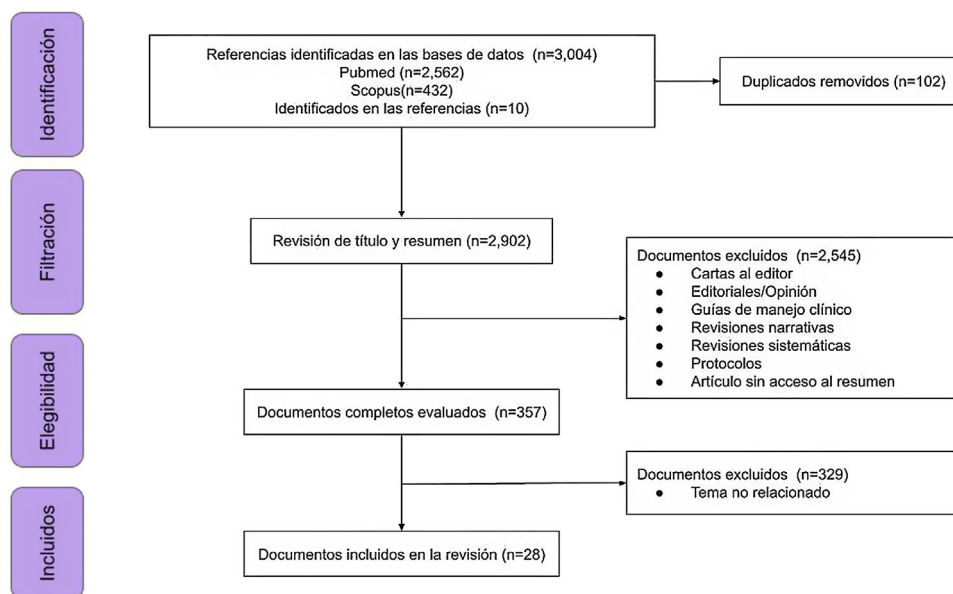 Identificación
Referencias identificadas en las bases de datos (n=3,004)
Pubmed (n=2,562)
Scopus(n=432)
Identificados en las referencias (n=10)
Duplicados removidos (n=102)
Filtración
Revisión de título y resumen (n=2,902)
Documentos excluidos (n=2,545)
● Cartas al editor
● Editoriales/Opinión
● Guías de manejo clínico
● Revisiones narrativas
● Revisiones sistemáticas
● Protocolos
● Artículo sin acceso al resumen
Elegibilidad
Documentos completos evaluados (n=357)
Documentos excluidos (n=329)
● Tema no relacionado
Incluidos
Documentos incluidos en la revisión (n=28)